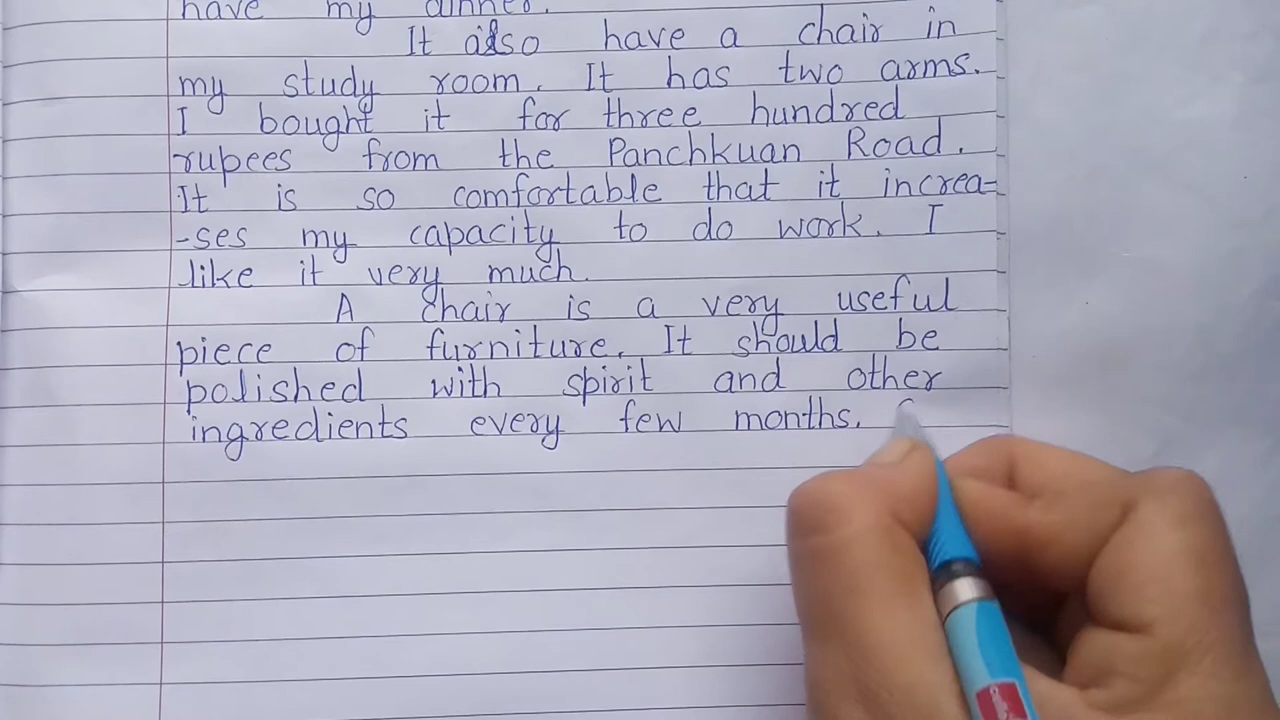 have my dinner.
It also have a chair in
my study room. It has two arms.
I bought it for three hundred
rupees from the Panchkuan Road.
It is so comfortable that it increa=
-ses my capacity to do work. I
like it very much.
A chair is a very useful
piece of furniture. It should be
polished with spirit and other
ingredients every few months.